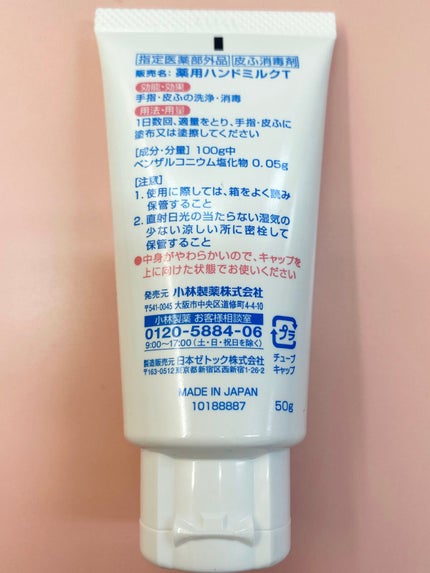 指定医薬部外品 皮ふ消毒剤
販売名：薬用ハンドミルクT
効能・効果
手指・皮ふの洗浄・消毒
用法・用量
1日数回、適量をとり、手指・皮ふに
塗布又は塗擦してください
[成分・分量] 100g中
ベンザルコニウム塩化物 0.05g
[注意]
1. 使用に際しては、箱をよく読み
保管すること
2. 直射日光の当たらない湿気の
少ない涼しい所に密栓して
保管すること
●中身がやわらかいので、キャップを
上に向けた状態でお使いください
発売元 小林製薬株式会社
〒541-0045 大阪市中央区道修町4-4-10
小林製薬 お客様相談室
0120-5884-06
9:00~17:00(土・日・祝日を除く)
プラ
チューブ
キャップ
製造販売元 日本ゼトック株式会社
〒163-0512 東京都新宿区西新宿1-26-2
MADE IN JAPAN
10188887
50g